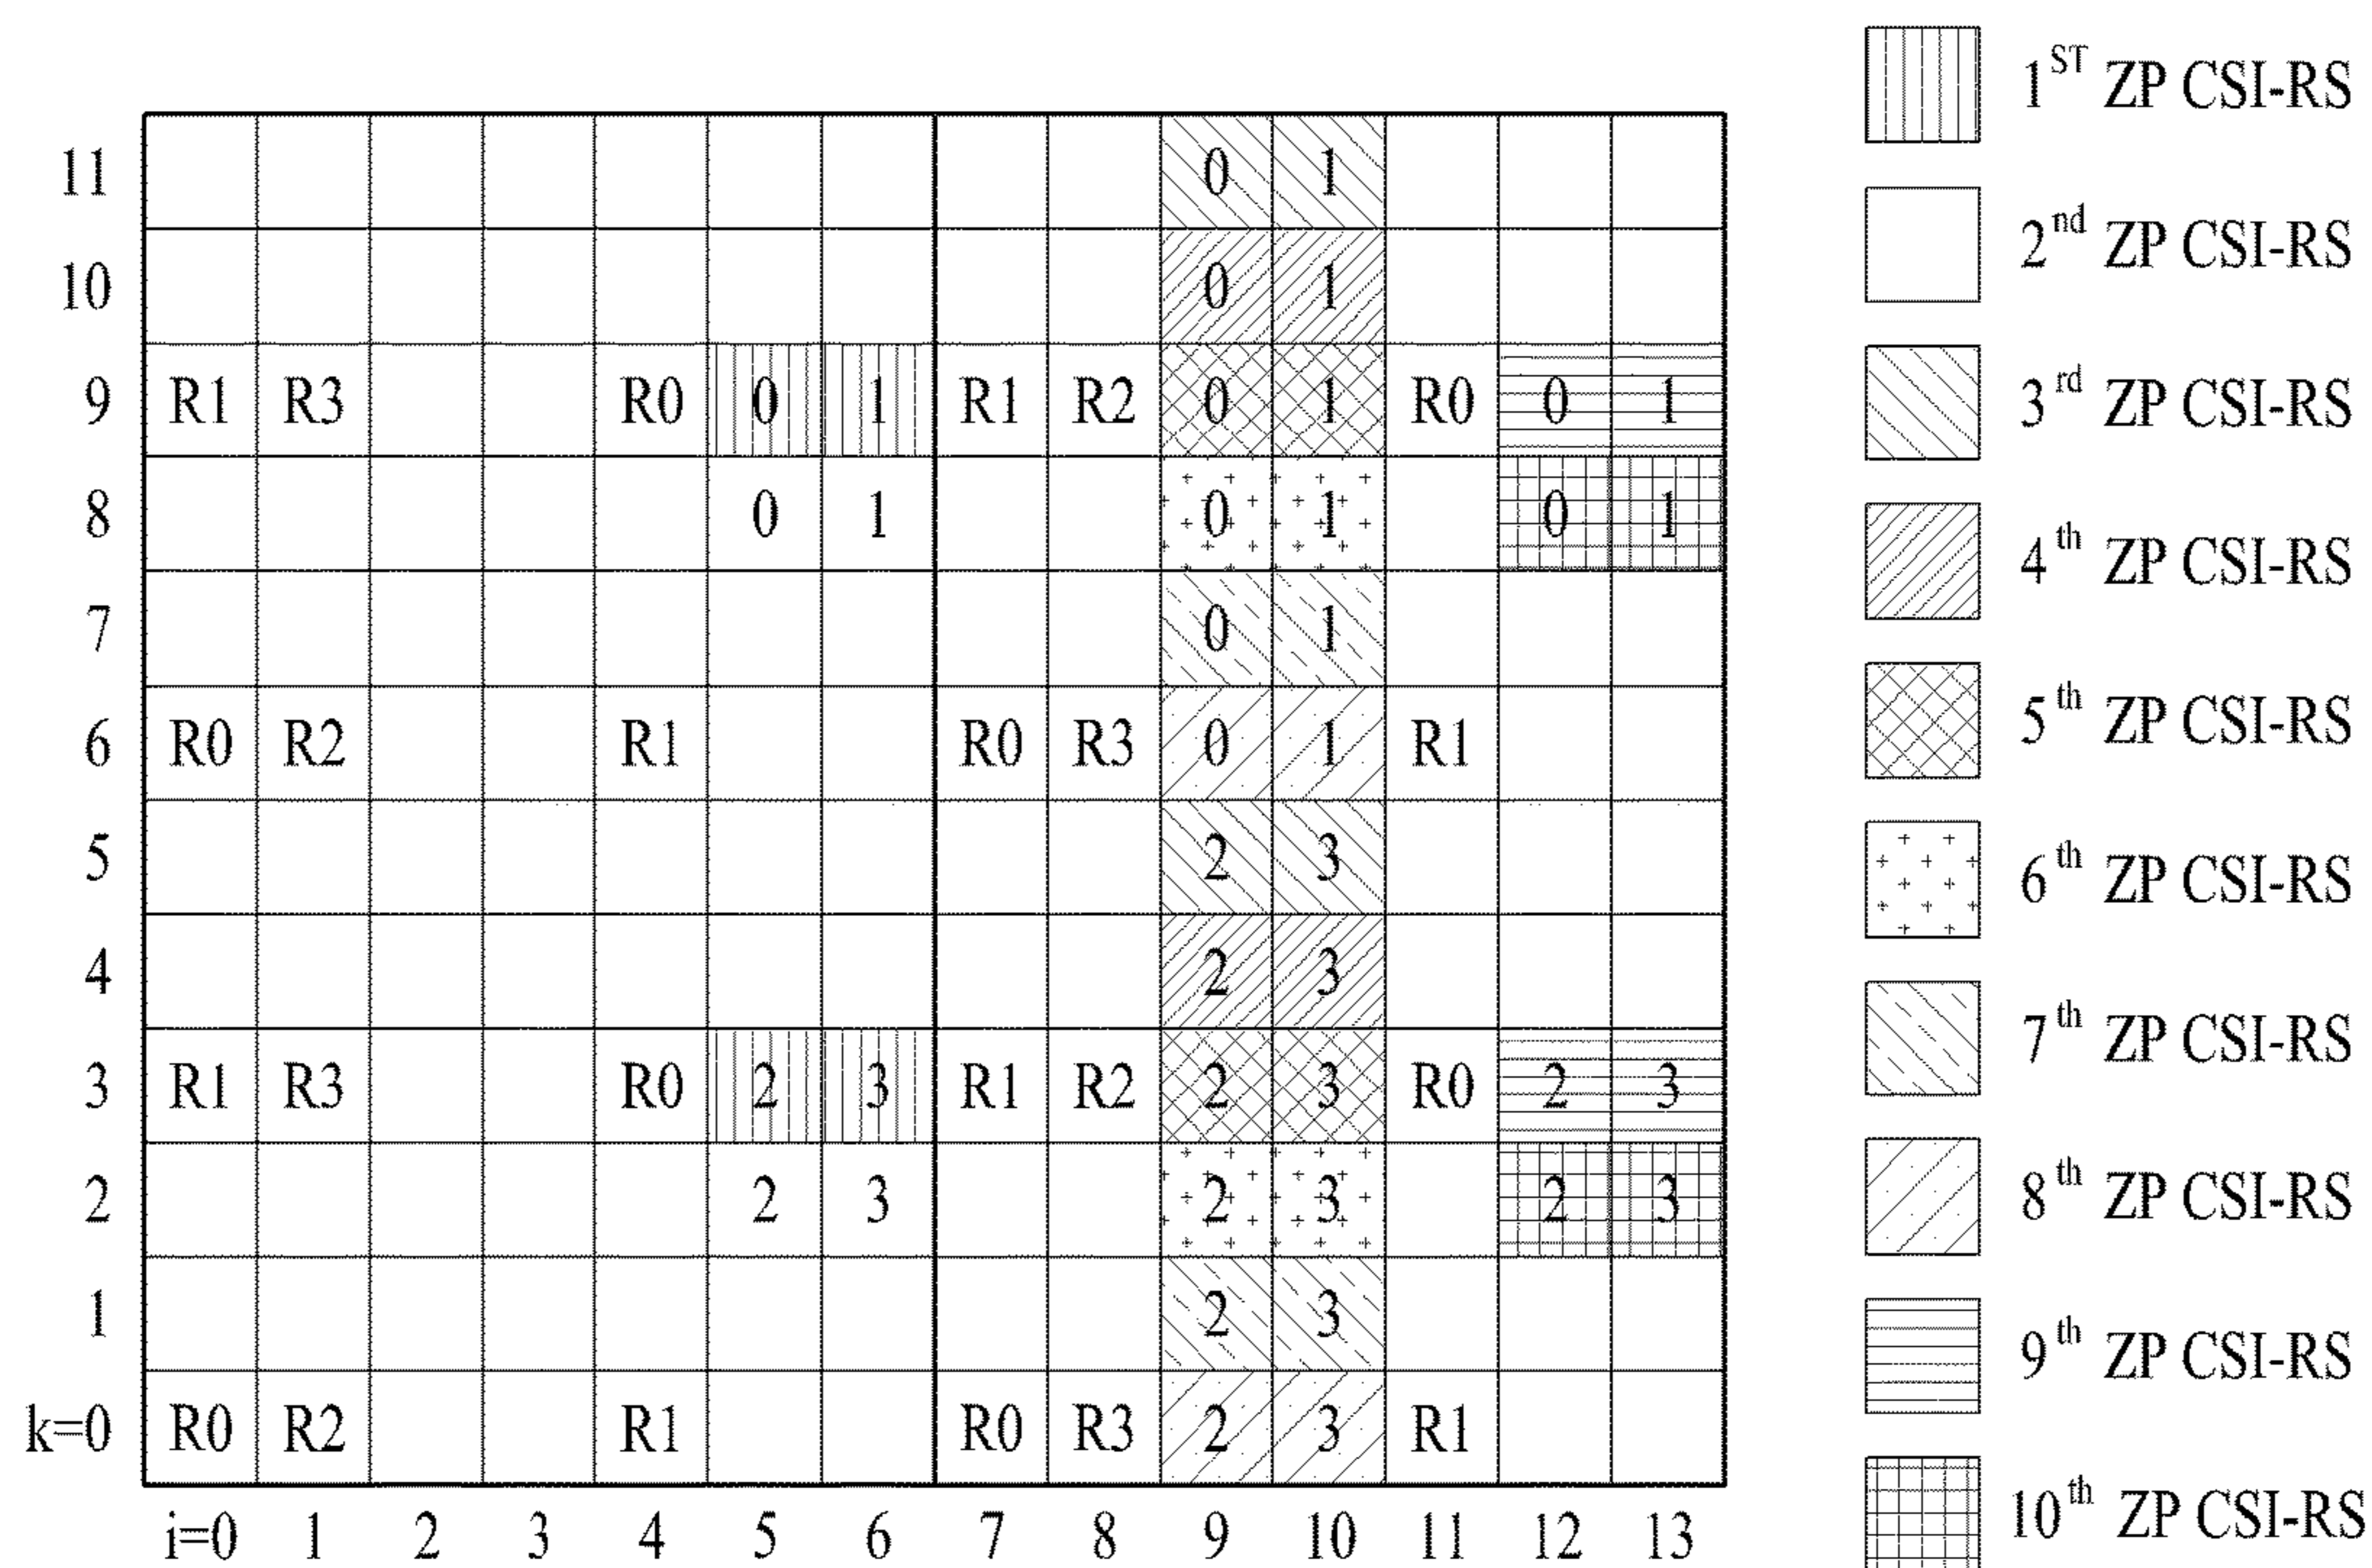 1ST ZP CSI-RS
2nd ZP CSI-RS
3rd ZP CSI-RS
4th ZP CSI-RS
5th ZP CSI-RS
6th ZP CSI-RS
7th ZP CSI-RS
8th ZP CSI-RS
9th ZP CSI-RS
10th ZP CSI-RS
11 0 1
10 0 1
9 R1 R3 R0 0 1 R1 R2 0 1 R0 0 1
8 0 1 0 1 0 1
7 0 1
6 R0 R2 R1 R0 R3 0 1 R1
5 2 3
4 2 3
3 R1 R3 R0 2 3 R1 R2 2 3 R0 2 3
2 2 3 2 3 2 3
1 2 3
k=0 R0 R2 R1 R0 R3 2 3 R1
i=0 1 2 3 4 5 6 7 8 9 10 11 12 13